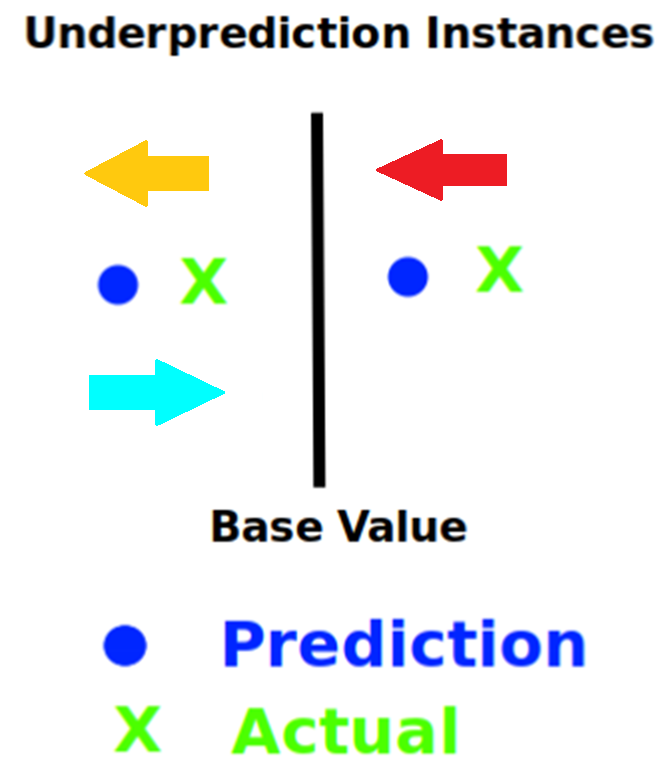 Underprediction Instances
X X
Base Value
Prediction
X Actual